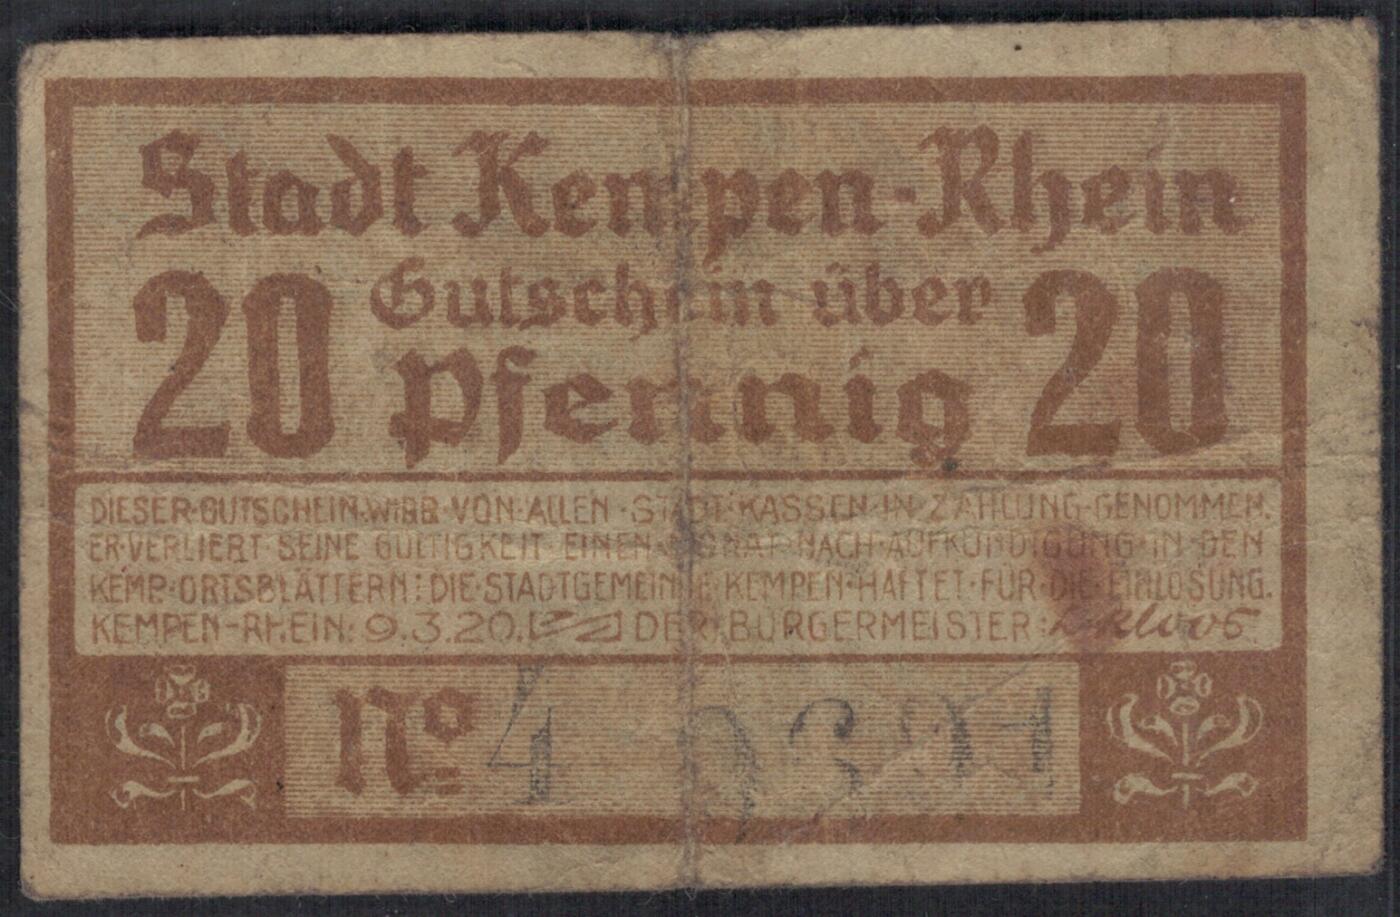 Stadt Kempen-Rhein
20 Gutschein über 20
Pfennig
DIESER·GUTSCHEIN·WIRD·VON·ALLEN·STADT·KASSEN·IN·ZAHLUNG·GENOMMEN.
ER·VERLIERT·SEINE·GÜLTIGKEIT·EINEN·MONAT·NACH·AUFKÜNDIGUNG·IN·DEN
KEMP·ORTSBLÄTTERN:DIE·STADTGEMEINDE·KEMPEN·HAFTET·FÜR·DIE·EINLÖSUNG.
KEMPEN-RHEIN: 9.3.20. DER BÜRGERMEISTER:
No 4